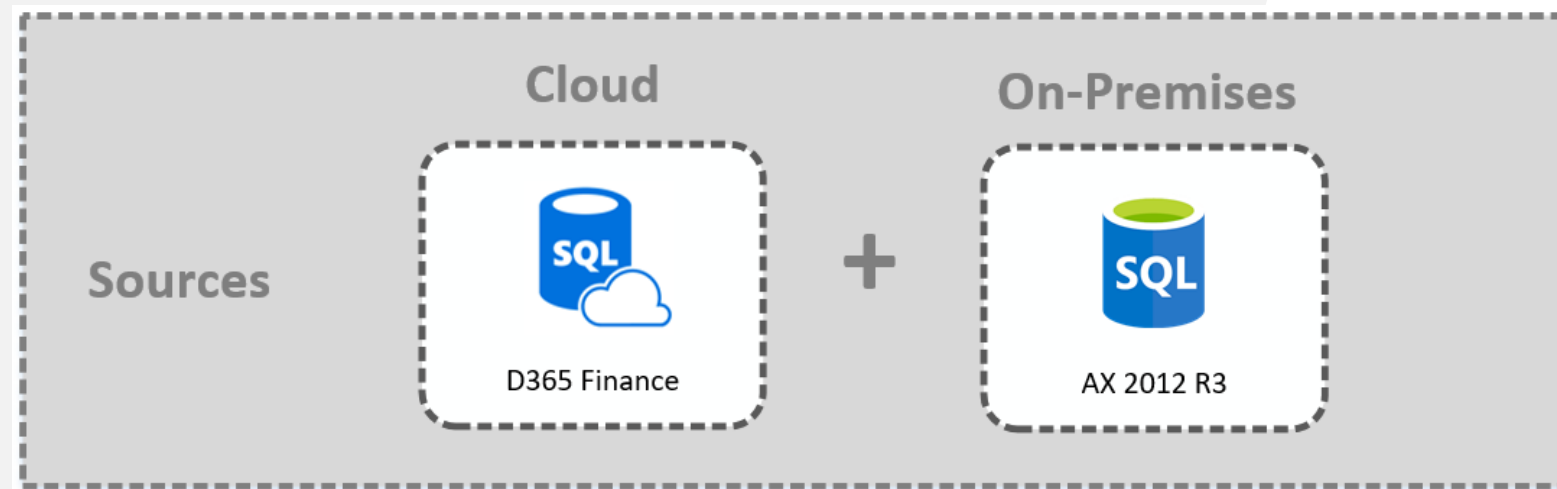 Cloud
On-Premises
Sources
SQL
+
SQL
D365 Finance
AX 2012 R3